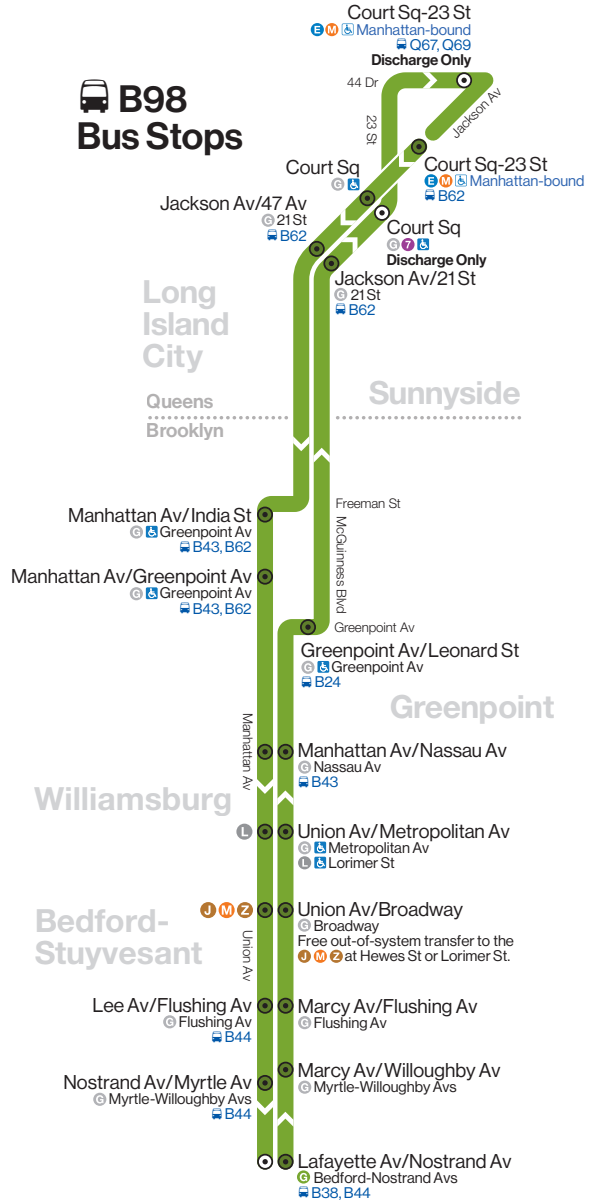 B98
Bus Stops
Court Sq-23 St
E M Manhattan-bound
Q67, Q69
Discharge Only
44 Dr
23 St
Jackson Av
Court Sq-23 St
E M Manhattan-bound
B62
Court Sq
G
Jackson Av/47 Av
G 21 St
B62
Court Sq
G 7
Discharge Only
Jackson Av/21 St
G 21 St
B62
Long
Island
City
Sunnyside
Queens
Brooklyn
Freeman St
McGuinness Blvd
Manhattan Av/India St
G Greenpoint Av
B43, B62
Manhattan Av/Greenpoint Av
G Greenpoint Av
B43, B62
Greenpoint Av
Greenpoint Av/Leonard St
G Greenpoint Av
B24
Greenpoint
Manhattan Av
Manhattan Av/Nassau Av
G Nassau Av
B43
Williamsburg
L
Union Av/Metropolitan Av
G Metropolitan Av
L Lorimer St
Bedford-
Stuyvesant
J M Z
Union Av/Broadway
G Broadway
Free out-of-system transfer to the
J M Z at Hewes St or Lorimer St.
Union Av
Lee Av/Flushing Av
G Flushing Av
B44
Marcy Av/Flushing Av
G Flushing Av
Nostrand Av/Myrtle Av
G Myrtle-Willoughby Avs
B44
Marcy Av/Willoughby Av
G Myrtle-Willoughby Avs
Lafayette Av/Nostrand Av
G Bedford-Nostrand Avs
B38, B44